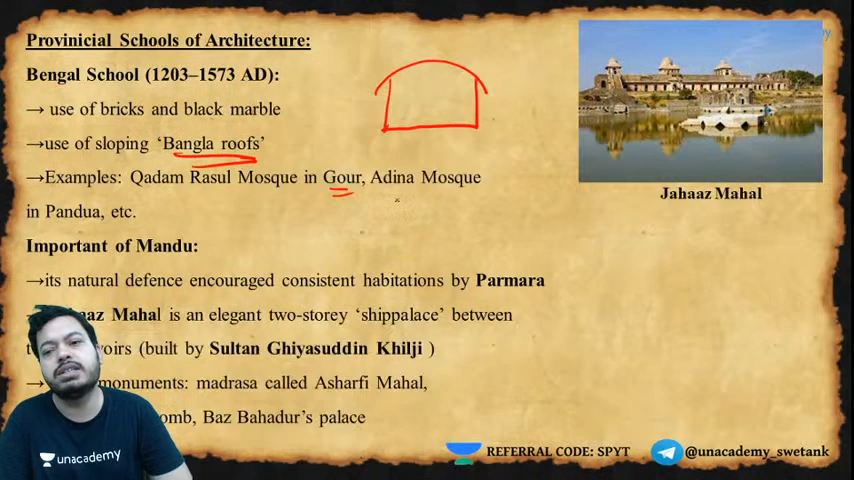 Provinicial Schools of Architecture:
Bengal School (1203–1573 AD):
→ use of bricks and black marble
→use of sloping ‘Bangla roofs’
→Examples: Qadam Rasul Mosque in Gour, Adina Mosque
in Pandua, etc.
Important of Mandu:
→its natural defence encouraged consistent habitations by Parmara
Mahal is an elegant two-storey ‘shippalace’ between
(built by Sultan Ghiyasuddin Khilji )
monuments: madrasa called Asharfi Mahal,
Baz Bahadur’s palace
Jahaaz Mahal
unacademy
REFERRAL CODE: SPYT
@unacademy_swetank